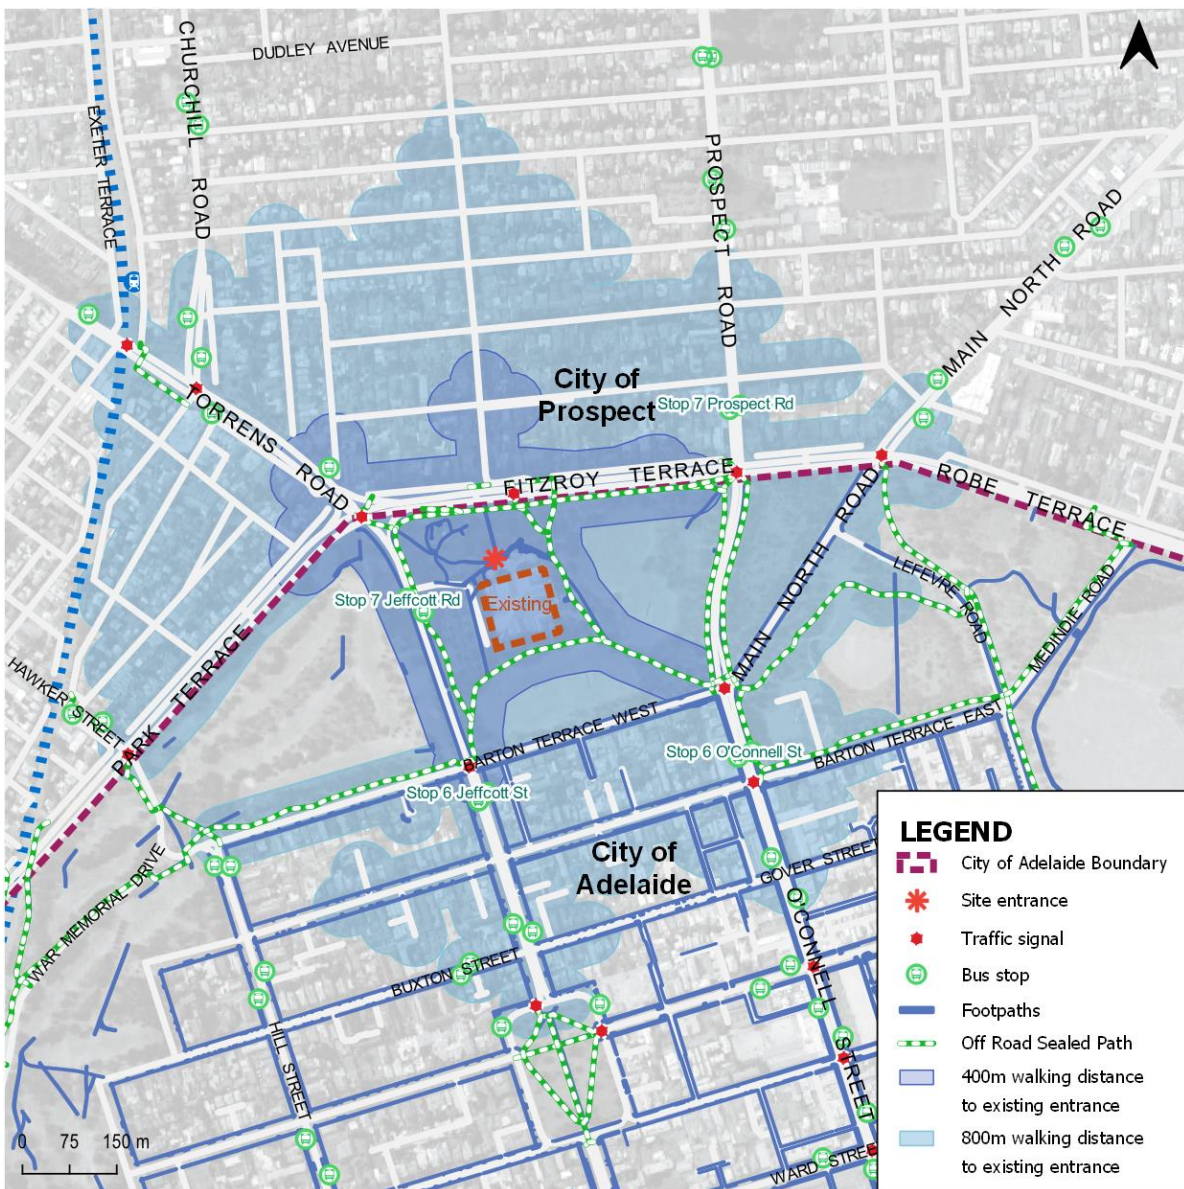 DUDLEY AVENUE
CHURCHILL ROAD
EXETER TERRACE
PROSPECT ROAD
MAIN NORTH ROAD
City of
Prospect
Stop 7 Prospect Rd
TORRENS ROAD
FITZROY TERRACE
ROBE TERRACE
MAIN NORTH ROAD
LEFEVRE ROAD
MEDINDIE ROAD
Stop 7 Jeffcott Rd
Existing
PARK TERRACE
HAWKER STREET
BARTON TERRACE WEST
BARTON TERRACE EAST
Stop 6 O'Connell St
Stop 6 Jeffcott St
City of
Adelaide
WAR MEMORIAL DRIVE
GOVER STREET
O'CONNELL STREET
BUXTON STREET
HILL STREET
WARD STREE
0 75 150 m
LEGEND
City of Adelaide Boundary
Site entrance
Traffic signal
Bus stop
Footpaths
Off Road Sealed Path
400m walking distance
to existing entrance
800m walking distance
to existing entrance